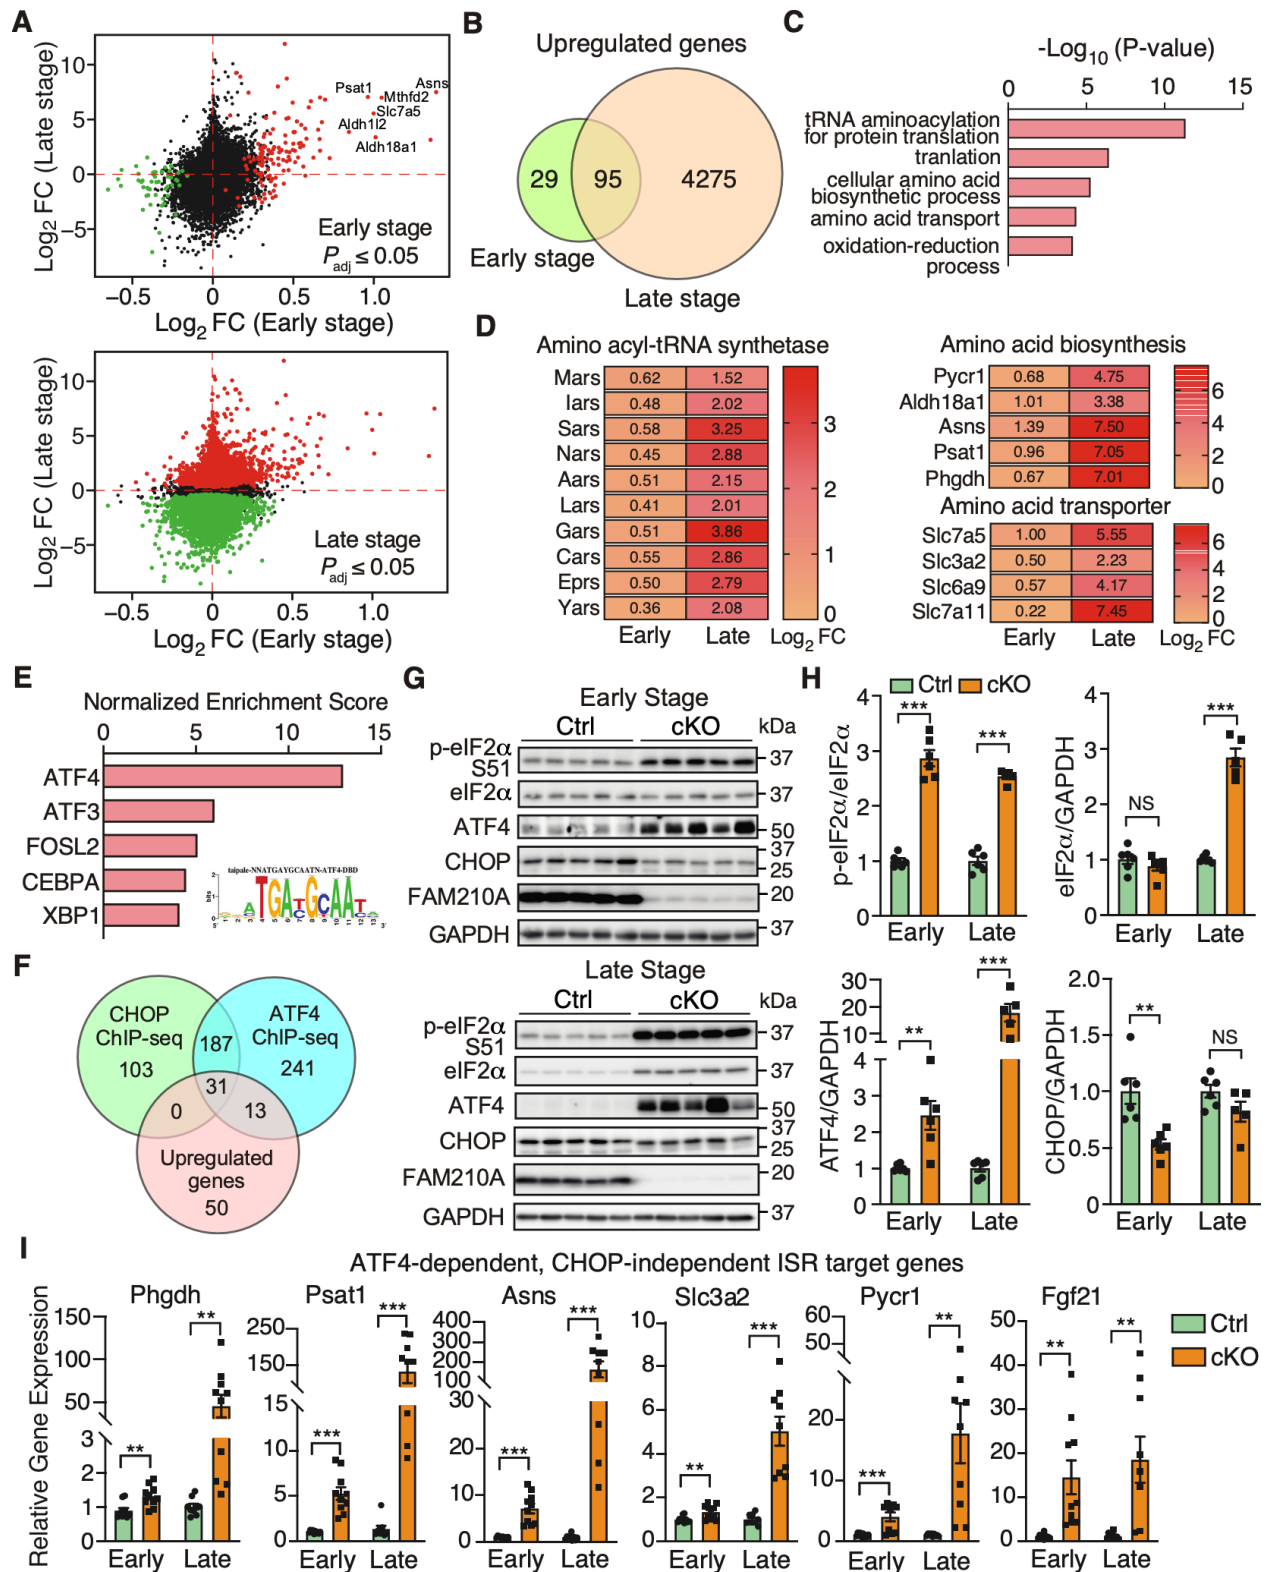 A
Log2 FC (Late stage)
10
5
0
−5
Psat1
Asns
Mthfd2
Slc7a5
Aldh1l2
Aldh18a1
Early stage
Padj ≤ 0.05
−0.5
0
0.5
1.0
Log2 FC (Early stage)
Log2 FC (Late stage)
10
5
0
−5
Late stage
Padj ≤ 0.05
−0.5
0
0.5
1.0
Log2 FC (Early stage)
B
Upregulated genes
29
95
4275
Early stage
Late stage
C
-Log10 (P-value)
0
5
10
15
tRNA aminoacylation
for protein translation
tranlation
cellular amino acid
biosynthetic process
amino acid transport
oxidation-reduction
process
D
Amino acyl-tRNA synthetase
Mars 0.62 1.52
Iars 0.48 2.02
Sars 0.58 3.25
Nars 0.45 2.88
Aars 0.51 2.15
Lars 0.41 2.01
Gars 0.51 3.86
Cars 0.55 2.86
Eprs 0.50 2.79
Yars 0.36 2.08
Early Late
3
2
1
0
Log2 FC
Amino acid biosynthesis
Pycr1 0.68 4.75
Aldh18a1 1.01 3.38
Asns 1.39 7.50
Psat1 0.96 7.05
Phgdh 0.67 7.01
6
4
2
0
Amino acid transporter
Slc7a5 1.00 5.55
Slc3a2 0.50 2.23
Slc6a9 0.57 4.17
Slc7a11 0.22 7.45
Early Late
6
4
2
0
Log2 FC
E
Normalized Enrichment Score
0
5
10
15
ATF4
ATF3
FOSL2
CEBPA
XBP1
taipale-NNATGAYGCAATN-ATF4-DBD
F
CHOP
ChIP-seq
103
187
ATF4
ChIP-seq
241
31
0
13
Upregulated
genes
50
G
Early Stage
Ctrl cKO kDa
p-eIF2α
S51
37
eIF2α
37
ATF4
50
CHOP
37
25
FAM210A
20
GAPDH
37
Late Stage
Ctrl cKO kDa
p-eIF2α
S51
37
eIF2α
37
ATF4
50
CHOP
37
25
FAM210A
20
GAPDH
37
H
Ctrl cKO
p-eIF2α/eIF2α
4
3
2
1
0
***
***
Early Late
eIF2α/GAPDH
4
3
2
1
0
NS
***
Early Late
ATF4/GAPDH
30
20
10
4
3
2
1
0
**
***
Early Late
CHOP/GAPDH
2.0
1.5
1.0
0.5
0
**
NS
Early Late
I
ATF4-dependent, CHOP-independent ISR target genes
Relative Gene Expression
Phgdh
150
100
50
3
2
1
0
**
**
Early Late
Psat1
250
150
15
10
5
0
***
***
Early Late
Asns
400
300
200
100
30
20
10
0
***
***
Early Late
Slc3a2
10
8
6
4
2
0
**
***
Early Late
Pycr1
60
50
20
10
0
***
**
Early Late
Fgf21
50
40
30
20
10
0
**
**
Early Late
Ctrl
cKO